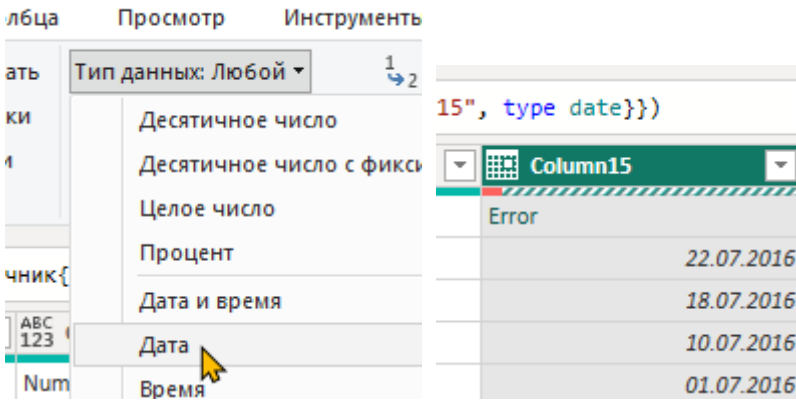 олбца Просмотр Инструменты
ать Тип данных: Любой 1 2
ки Десятичное число
и Десятичное число с фикси
Целое число
Процент
чник{ Дата и время
ABC 123 Дата
Num Время
15", type date}})
Column15
Error
22.07.2016
18.07.2016
10.07.2016
01.07.2016